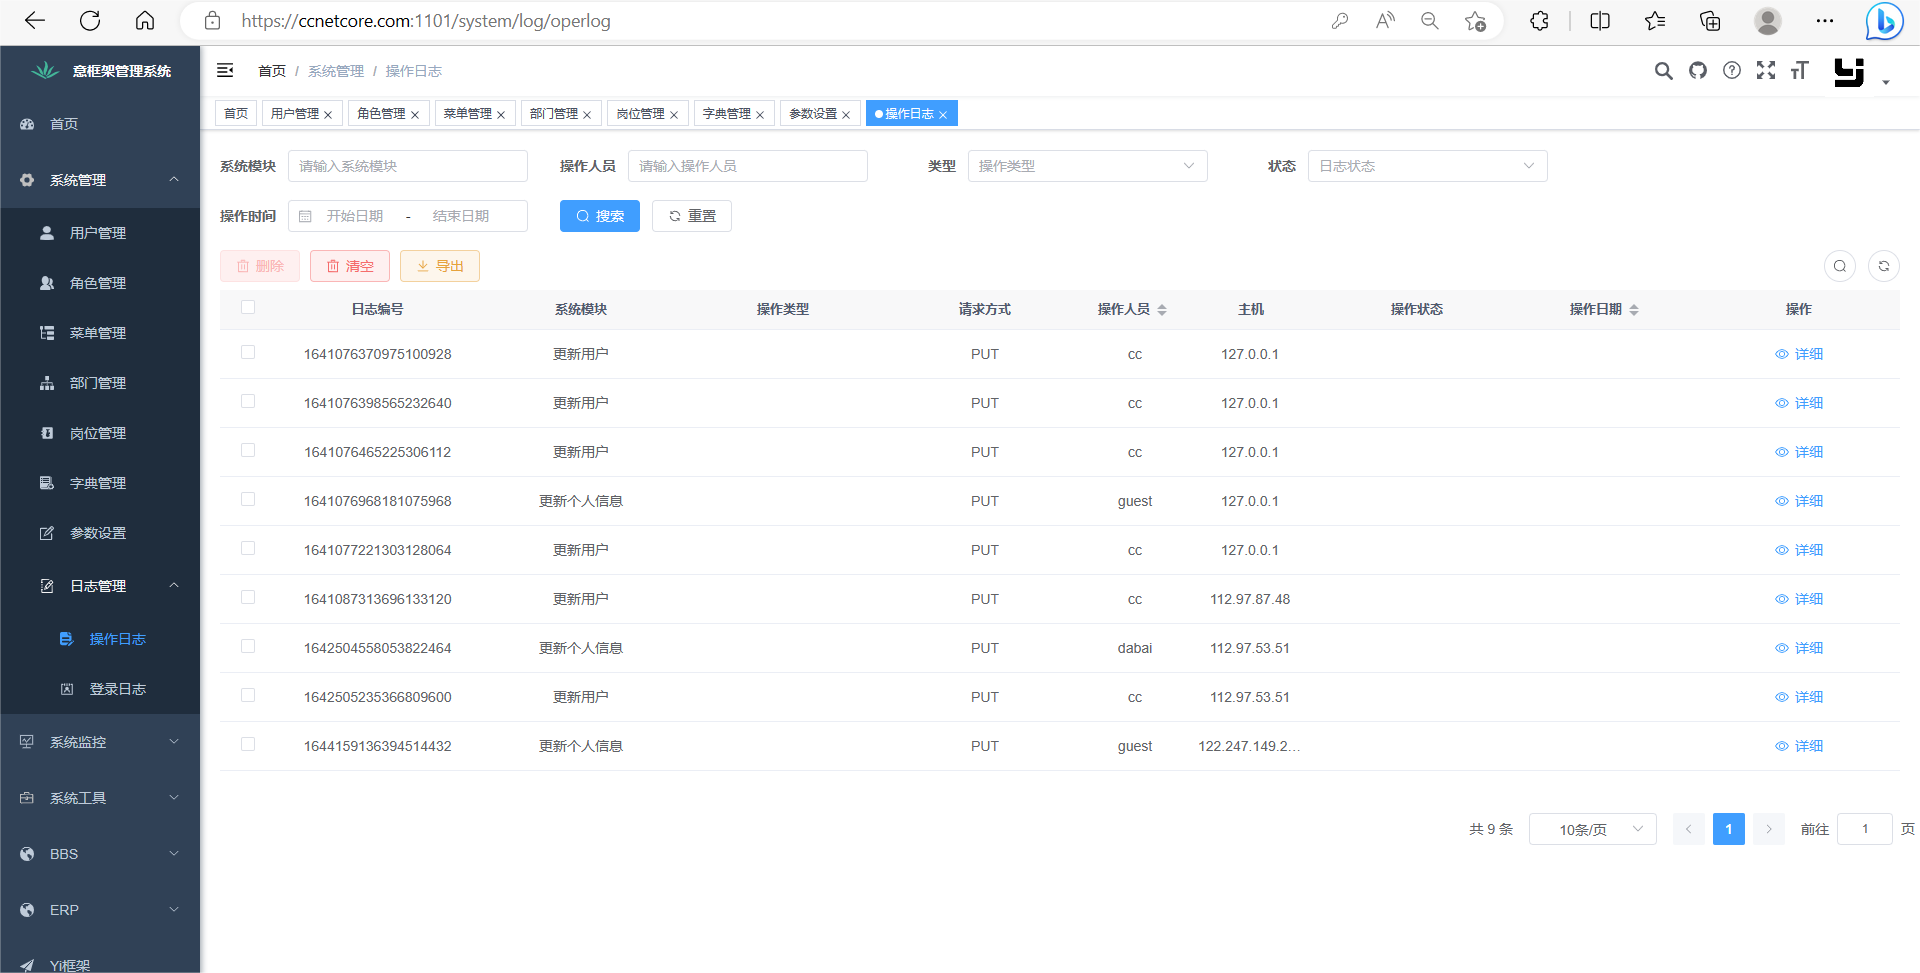 https://ccnetcore.com:1101/system/log/operlog
意框架管理系统
首页
系统管理
用户管理
角色管理
菜单管理
部门管理
岗位管理
字典管理
参数设置
日志管理
操作日志
登录日志
系统监控
系统工具
BBS
ERP
Yi框架
首页 / 系统管理 / 操作日志
首页 用户管理 角色管理 菜单管理 部门管理 岗位管理 字典管理 参数设置 操作日志
系统模块 请输入系统模块 操作人员 请输入操作人员 类型 操作类型 状态 日志状态
操作时间 开始日期 - 结束日期 搜索 重置
删除 清空 导出
日志编号 系统模块 操作类型 请求方式 操作人员 主机 操作状态 操作日期 操作
1641076370975100928 更新用户 PUT cc 127.0.0.1 详细
1641076398565232640 更新用户 PUT cc 127.0.0.1 详细
1641076465225306112 更新用户 PUT cc 127.0.0.1 详细
1641076968181075968 更新个人信息 PUT guest 127.0.0.1 详细
1641077221303128064 更新用户 PUT cc 127.0.0.1 详细
1641087313696133120 更新用户 PUT cc 112.97.87.48 详细
1642504558053822464 更新个人信息 PUT dabai 112.97.53.51 详细
1642505235366809600 更新用户 PUT cc 112.97.53.51 详细
1644159136394514432 更新个人信息 PUT guest 122.247.149.2... 详细
共 9 条 10条/页 1 前往 1 页